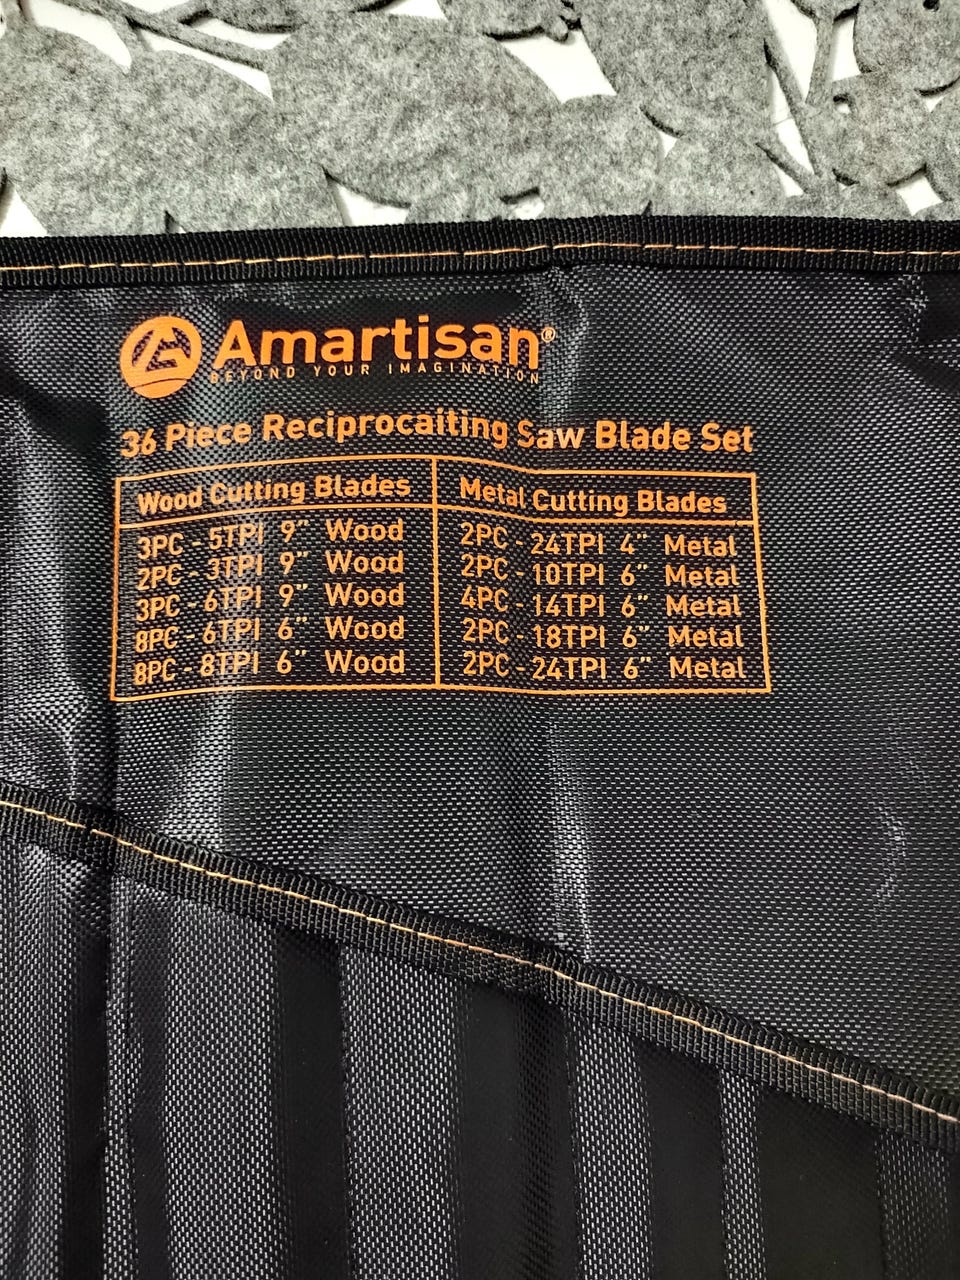 Amartisan®
BEYOND YOUR IMAGINATION
36 Piece Reciprocaiting Saw Blade Set
Wood Cutting Blades
3PC - 5TPI 9" Wood
2PC - 3TPI 9" Wood
3PC - 6TPI 9" Wood
8PC - 6TPI 6" Wood
8PC - 8TPI 6" Wood
Metal Cutting Blades
2PC - 24TPI 4" Metal
2PC - 10TPI 6" Metal
4PC - 14TPI 6" Metal
2PC - 18TPI 6" Metal
2PC - 24TPI 6" Metal